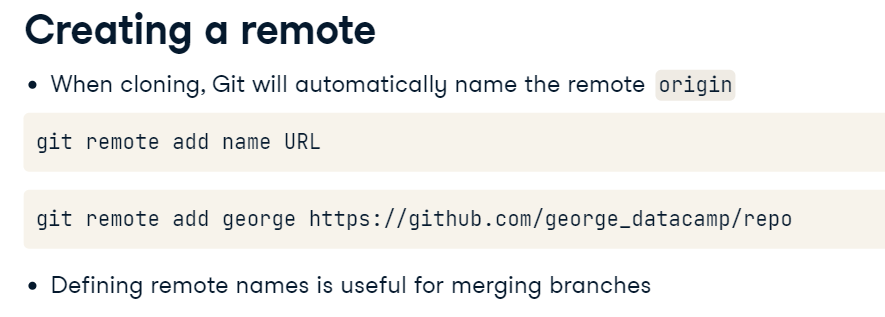 Creating a remote
• When cloning, Git will automatically name the remote origin
git remote add name URL
git remote add george https://github.com/george_datacamp/repo
• Defining remote names is useful for merging branches